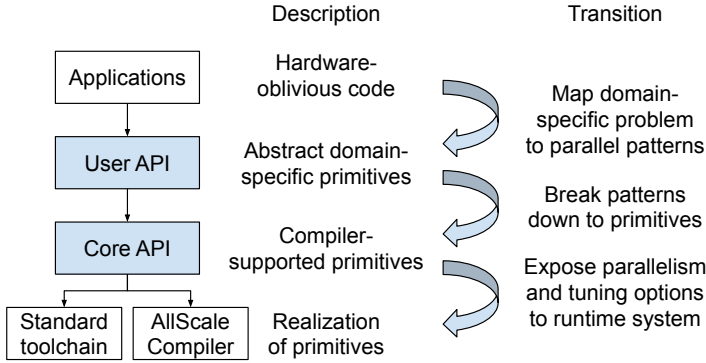 Description
Transition
Applications
Hardware-
oblivious code
Map domain-
specific problem
to parallel patterns
User API
Abstract domain-
specific primitives
Break patterns
down to primitives
Core API
Compiler-
supported primitives
Expose parallelism
and tuning options
to runtime system
Standard
toolchain
AllScale
Compiler
Realization
of primitives